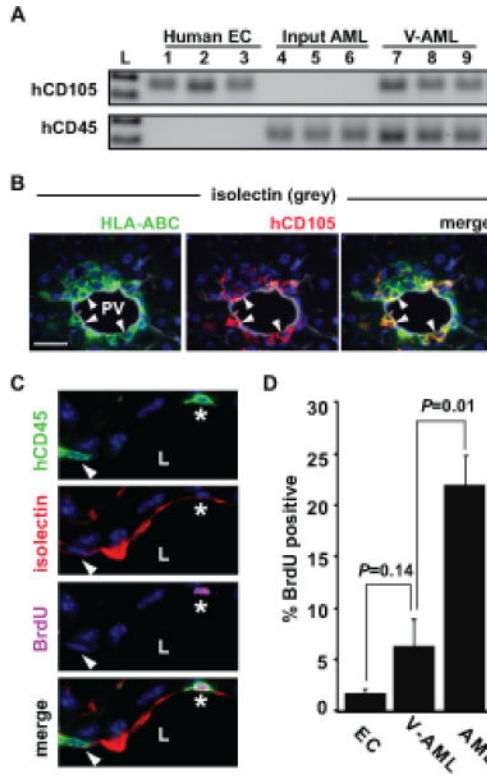 A
Human EC Input AML V-AML
L 1 2 3 4 5 6 7 8 9
hCD105
hCD45
B
isolectin (grey)
HLA-ABC hCD105 merge
PV
C
hCD45
L
*
isolectin
L
*
BrdU
L
*
merge
L
*
D
% BrdU positive
30
25
20
15
10
5
0
P=0.01
P=0.14
EC V-AML AML